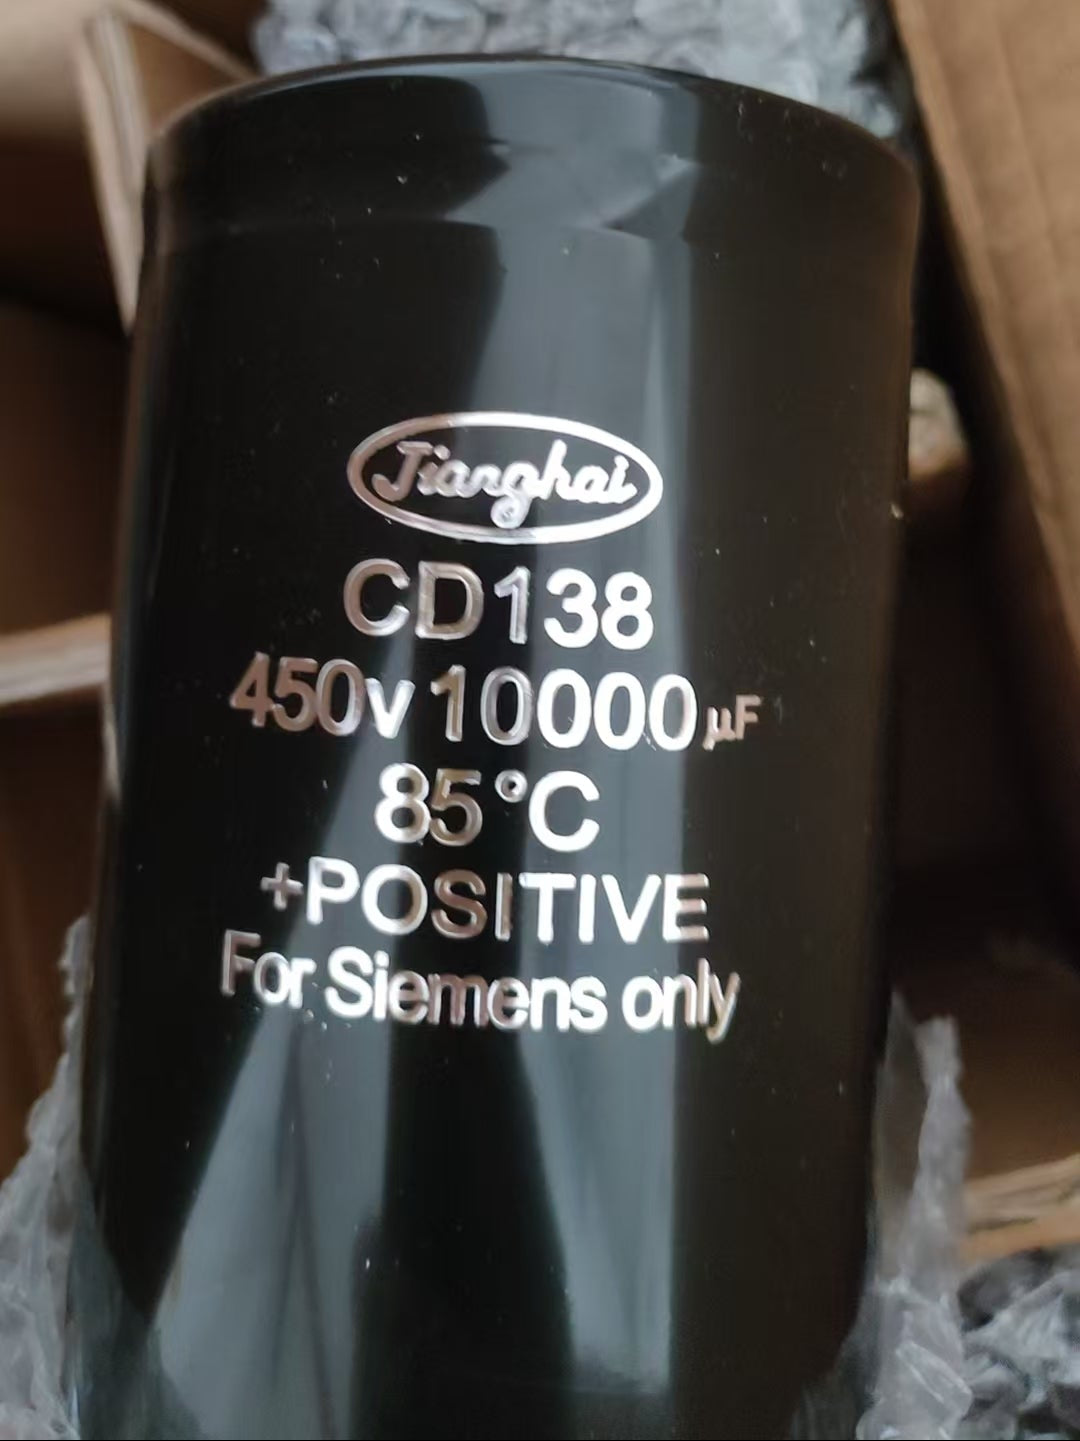 Jianghai
CD138
450v 10000µF
85°C
+POSITIVE
For Siemens only